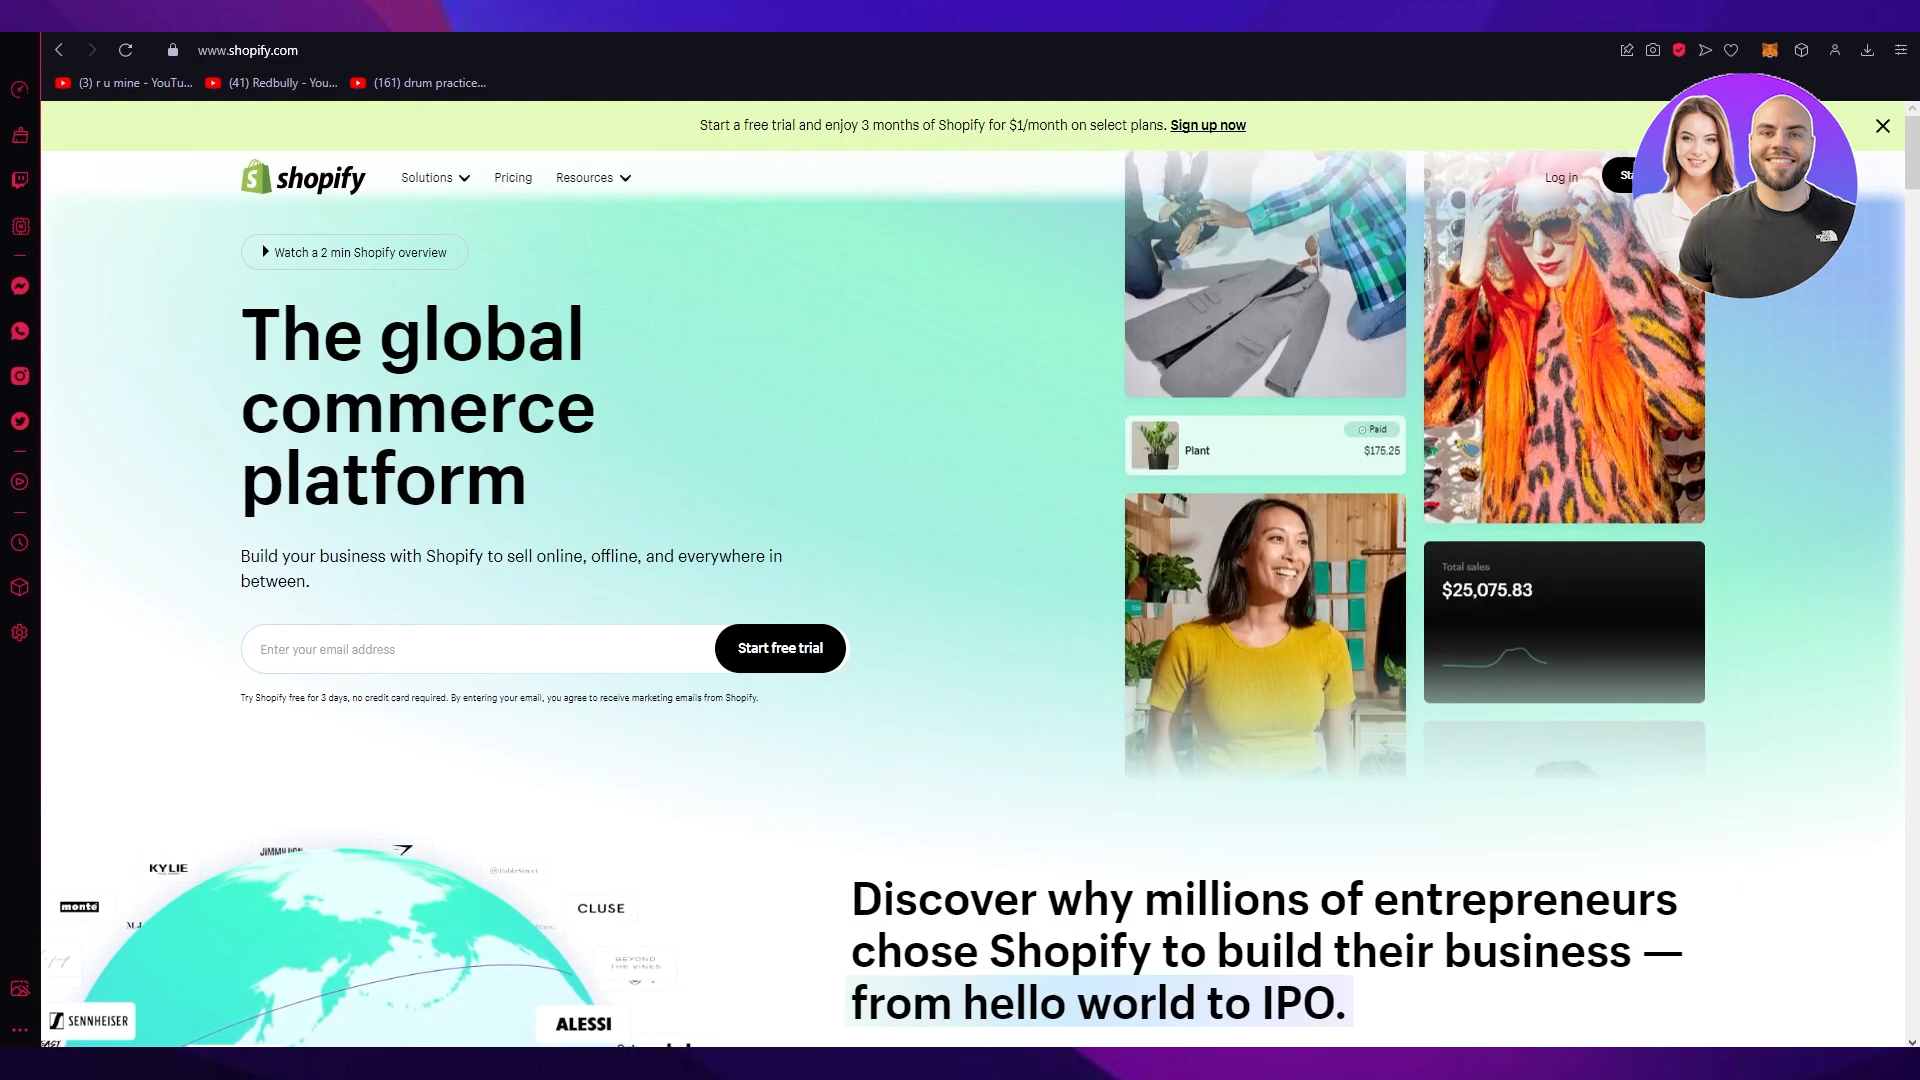 www.shopify.com
(3) r u mine - YouTu...
(41) Redbully - You...
(161) drum practice...
Start a free trial and enjoy 3 months of Shopify for $1/month on select plans. Sign up now
shopify
Solutions
Pricing
Resources
Log in
Watch a 2 min Shopify overview
The global
commerce
platform
Build your business with Shopify to sell online, offline, and everywhere in
between.
Enter your email address
Start free trial
Try Shopify free for 3 days, no credit card required. By entering your email, you agree to receive marketing emails from Shopify.
Plant
Paid
$175.25
Total sales
$25,075.83
KYLIE
monte
CLUSE
BEYOND
THE VINES
SENNHEISER
ALESSI
Discover why millions of entrepreneurs
chose Shopify to build their business —
from hello world to IPO.